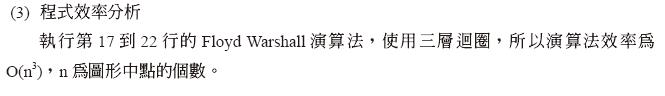 (3) 程式效率分析
執行第 17 到 22 行的 Floyd Warshall 演算法，使用三層迴圈，所以演算法效率為
O(n³)，n 為圖形中點的個數。